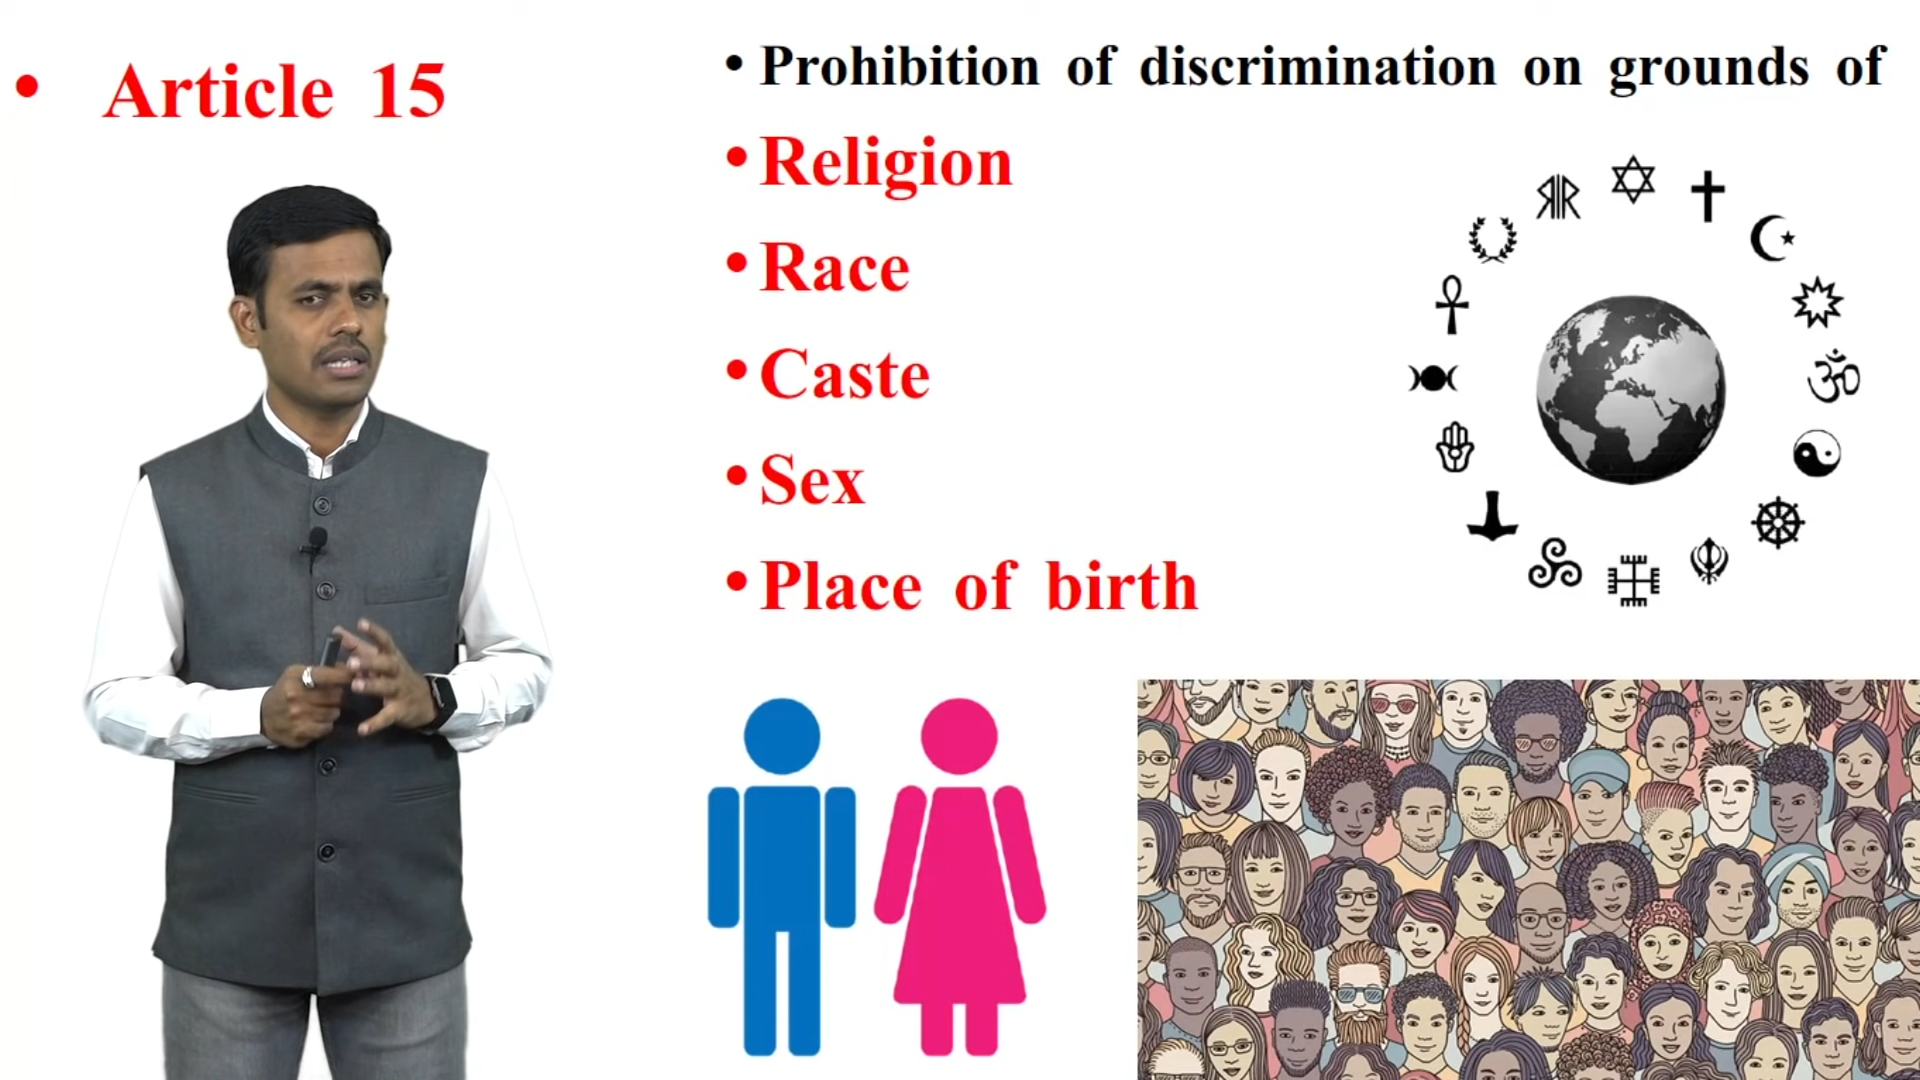 • Article 15
• Prohibition of discrimination on grounds of
• Religion
• Race
• Caste
• Sex
• Place of birth